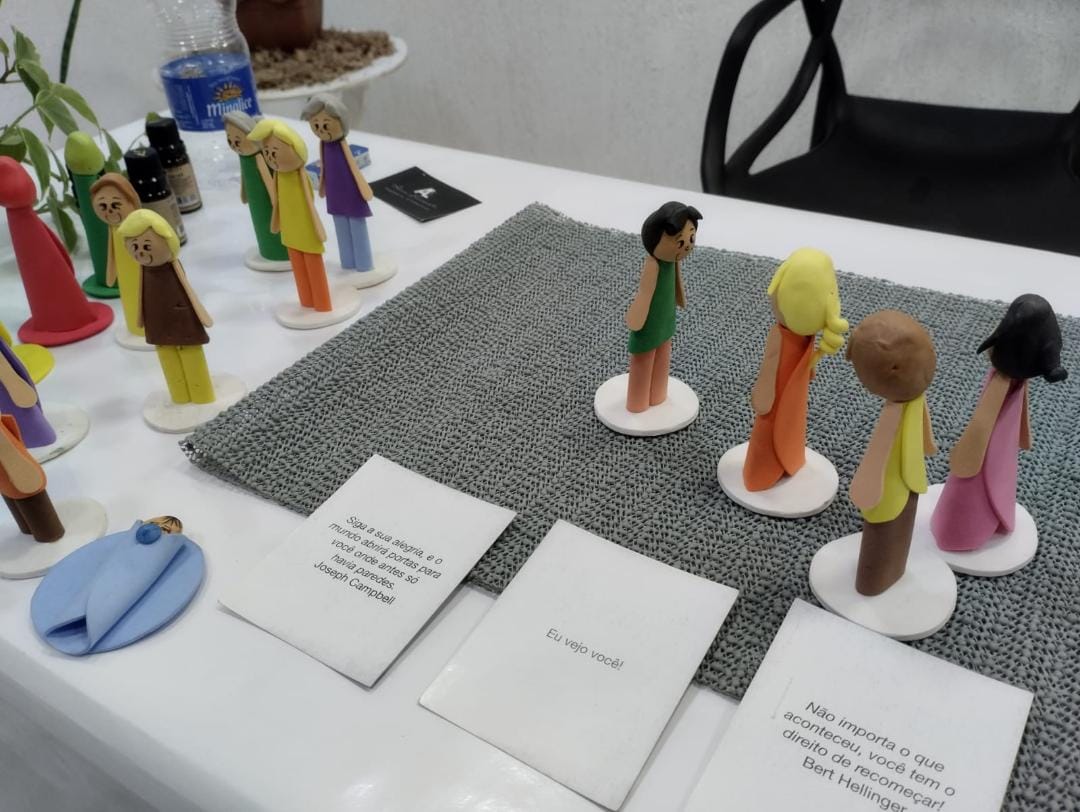 Minalice
A
Siga a sua alegria, e o
mundo abrirá portas para
você onde antes só
havia paredes.
Joseph Campbell
Eu vejo você!
Não importa o que
aconteceu, você tem o
direito de recomeçar!
Bert Hellinger